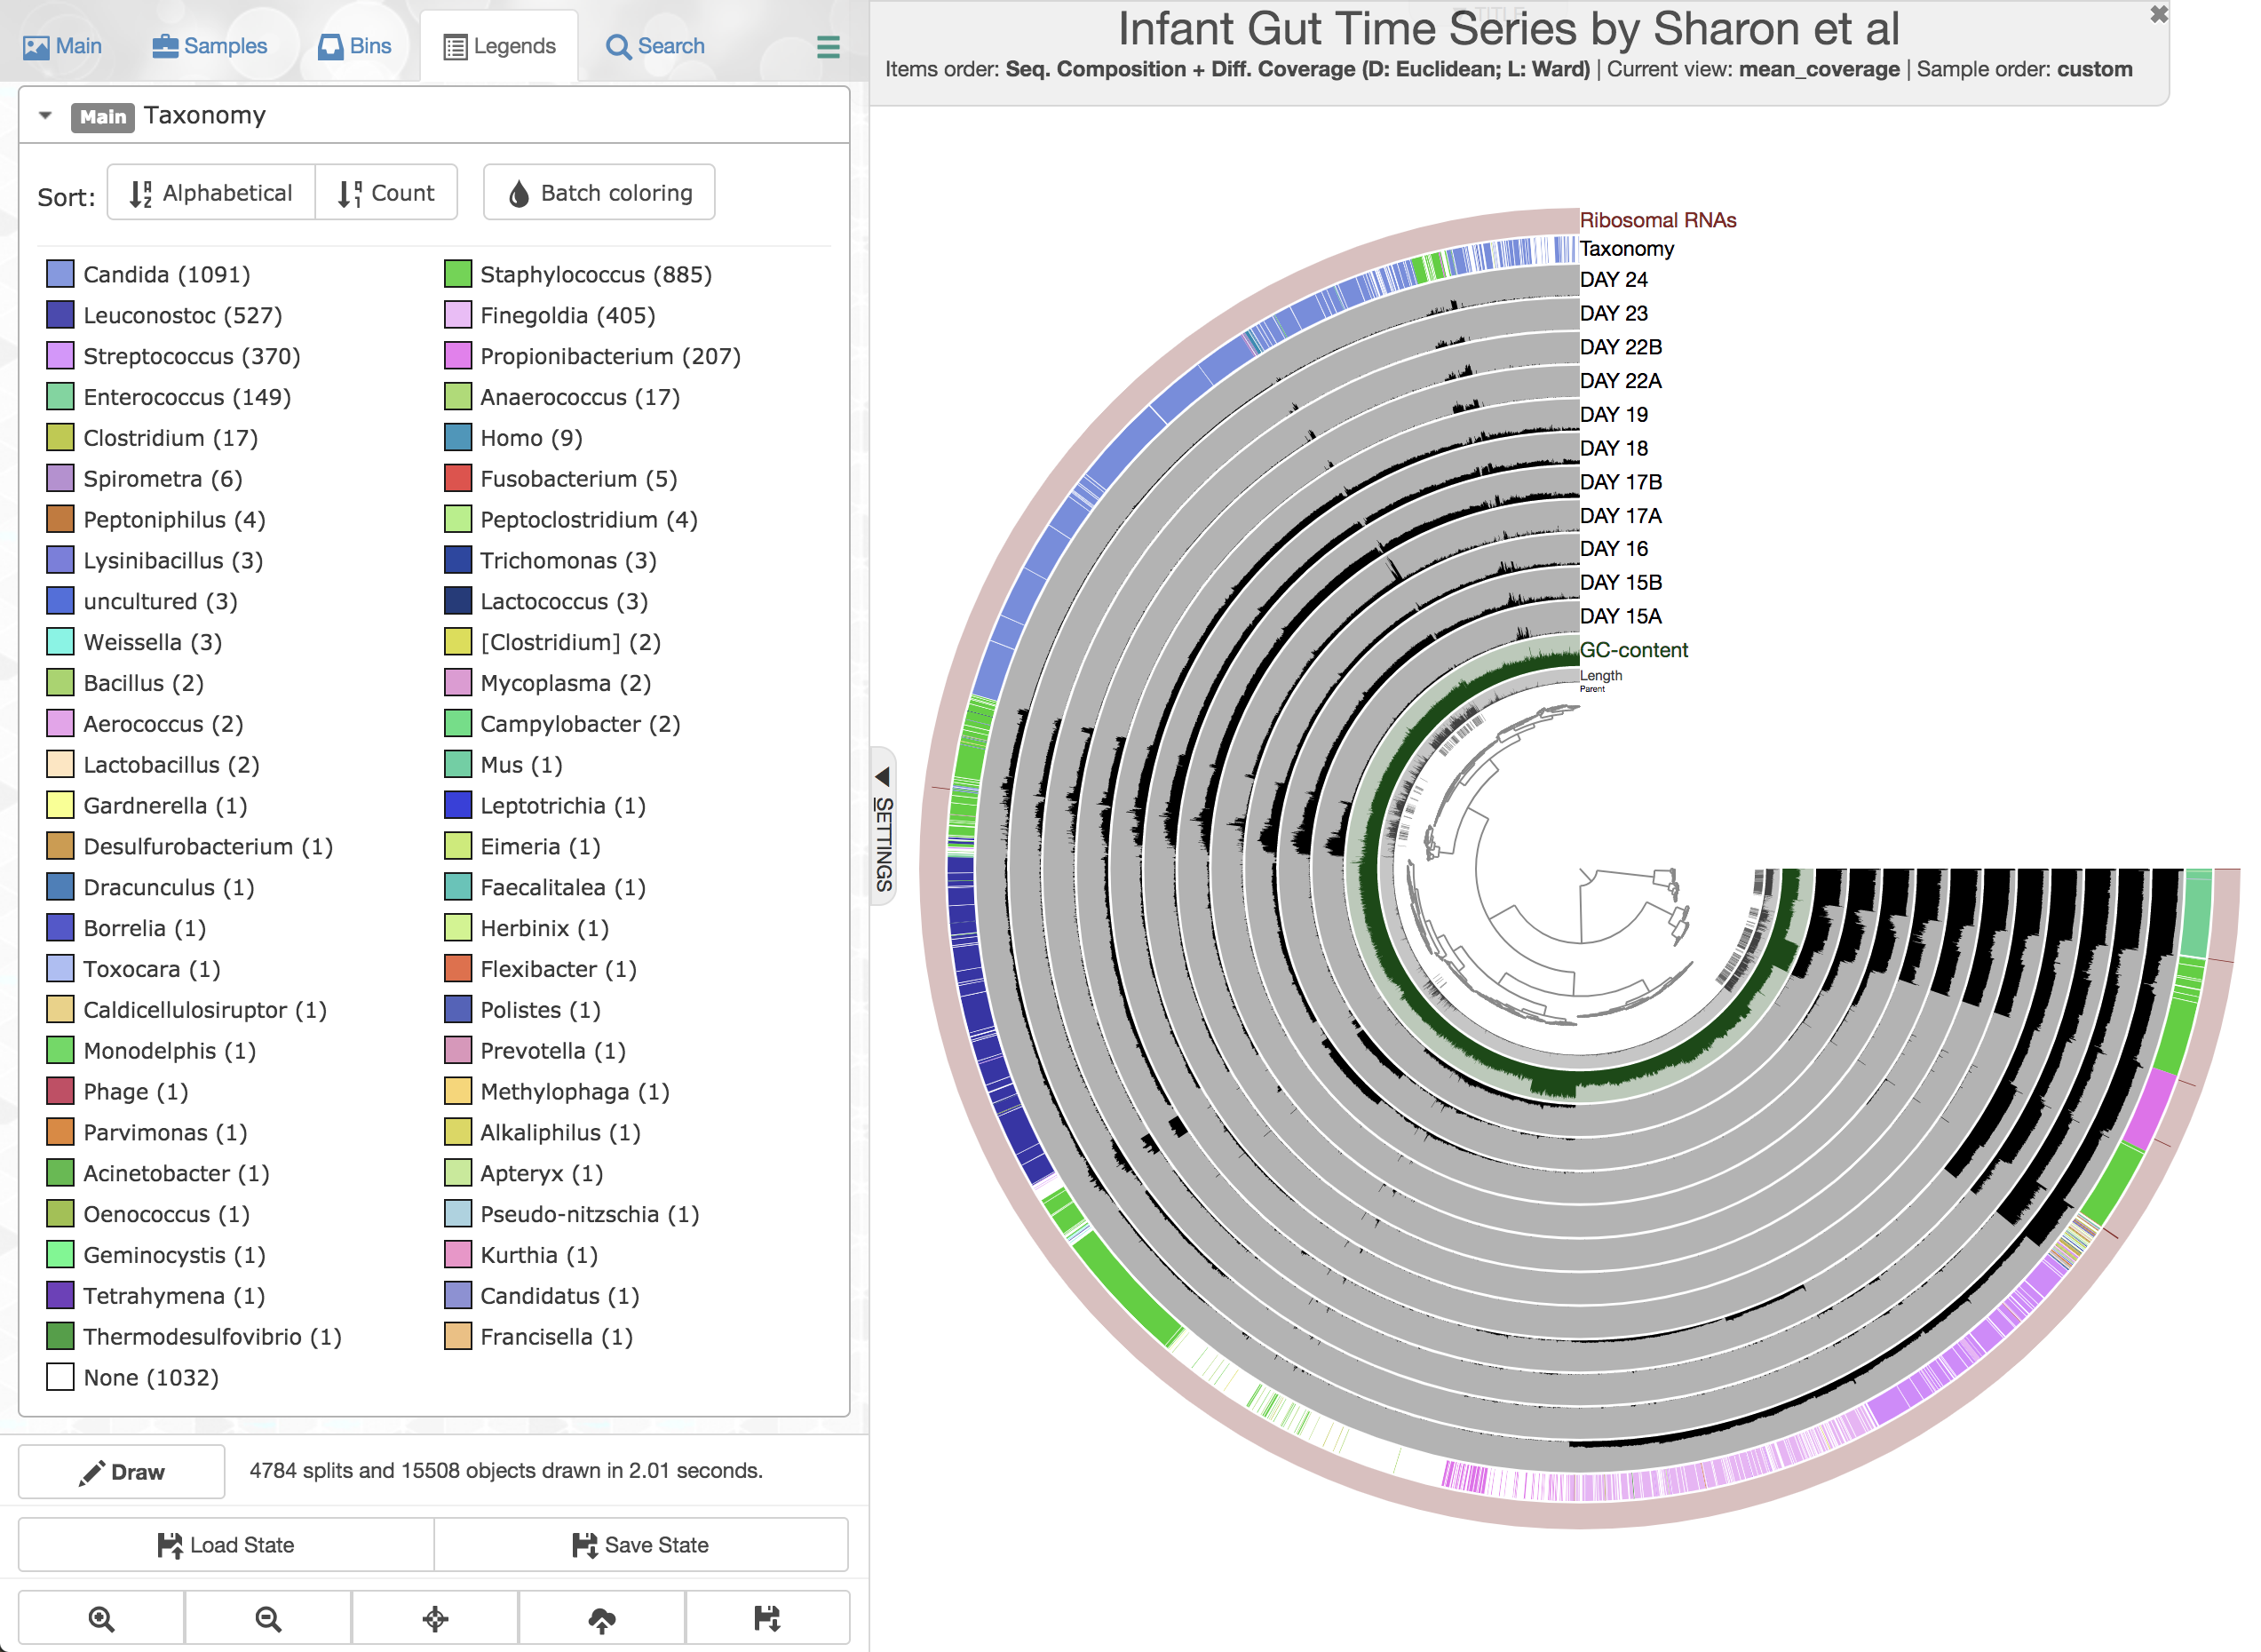 Main Samples Bins Legends Search
Main Taxonomy
Sort: Alphabetical Count Batch coloring
Candida (1091) Staphylococcus (885)
Leuconostoc (527) Finegoldia (405)
Streptococcus (370) Propionibacterium (207)
Enterococcus (149) Anaerococcus (17)
Clostridium (17) Homo (9)
Spirometra (6) Fusobacterium (5)
Peptoniphilus (4) Peptoclostridium (4)
Lysinibacillus (3) Trichomonas (3)
uncultured (3) Lactococcus (3)
Weissella (3) [Clostridium] (2)
Bacillus (2) Mycoplasma (2)
Aerococcus (2) Campylobacter (2)
Lactobacillus (2) Mus (1)
Gardnerella (1) Leptotrichia (1)
Desulfurobacterium (1) Eimeria (1)
Dracunculus (1) Faecalitalea (1)
Borrelia (1) Herbinix (1)
Toxocara (1) Flexibacter (1)
Caldicellulosiruptor (1) Polistes (1)
Monodelphis (1) Prevotella (1)
Phage (1) Methylophaga (1)
Parvimonas (1) Alkaliphilus (1)
Acinetobacter (1) Apteryx (1)
Oenococcus (1) Pseudo-nitzschia (1)
Geminocystis (1) Kurthia (1)
Tetrahymena (1) Candidatus (1)
Thermodesulfovibrio (1) Francisella (1)
None (1032)
Draw 4784 splits and 15508 objects drawn in 2.01 seconds.
Load State Save State
SETTINGS
Infant Gut Time Series by Sharon et al
Items order: Seq. Composition + Diff. Coverage (D: Euclidean; L: Ward) | Current view: mean_coverage | Sample order: custom
Ribosomal RNAs
Taxonomy
DAY 24
DAY 23
DAY 22B
DAY 22A
DAY 19
DAY 18
DAY 17B
DAY 17A
DAY 16
DAY 15B
DAY 15A
GC-content
Length
Parent